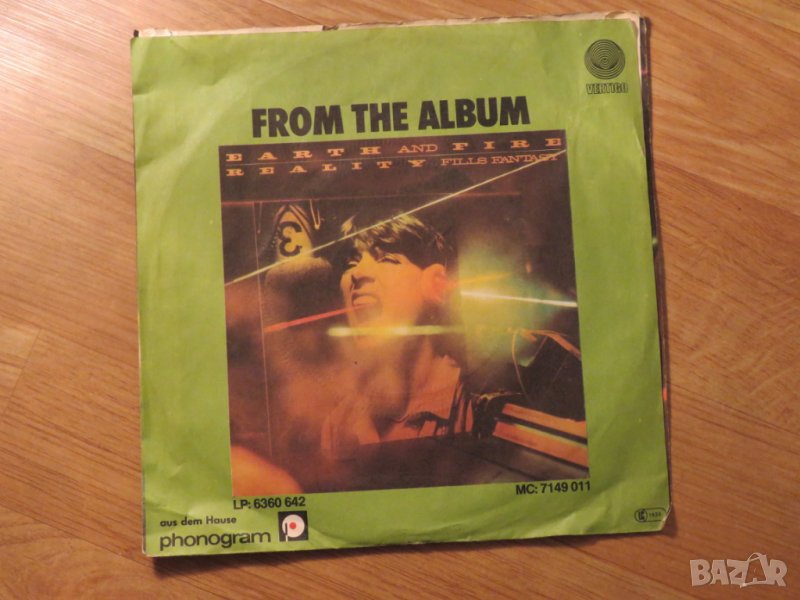 VERTIGO
FROM THE ALBUM
EARTH AND FIRE
REALITY FILLS FANTASY
3
LP: 6360 642
MC: 7149 011
aus dem Hause
phonogram
BAZAR